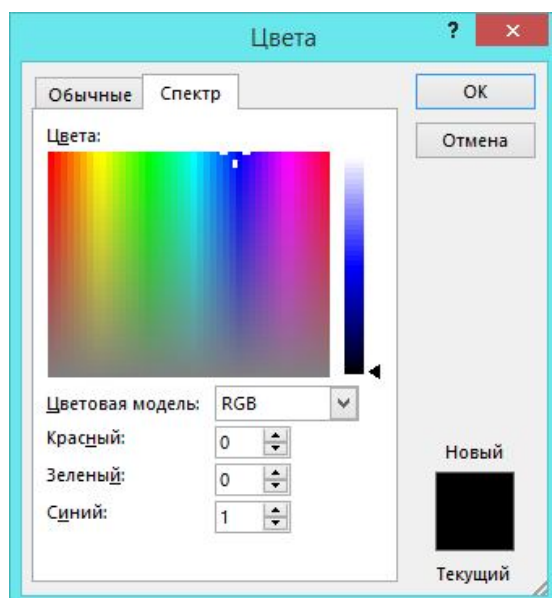 Цвета
?
×
Обычные
Спектр
ОК
Отмена
Цвета:
Цветовая модель:
RGB
Красный:
0
Зеленый:
0
Синий:
1
Новый
Текущий